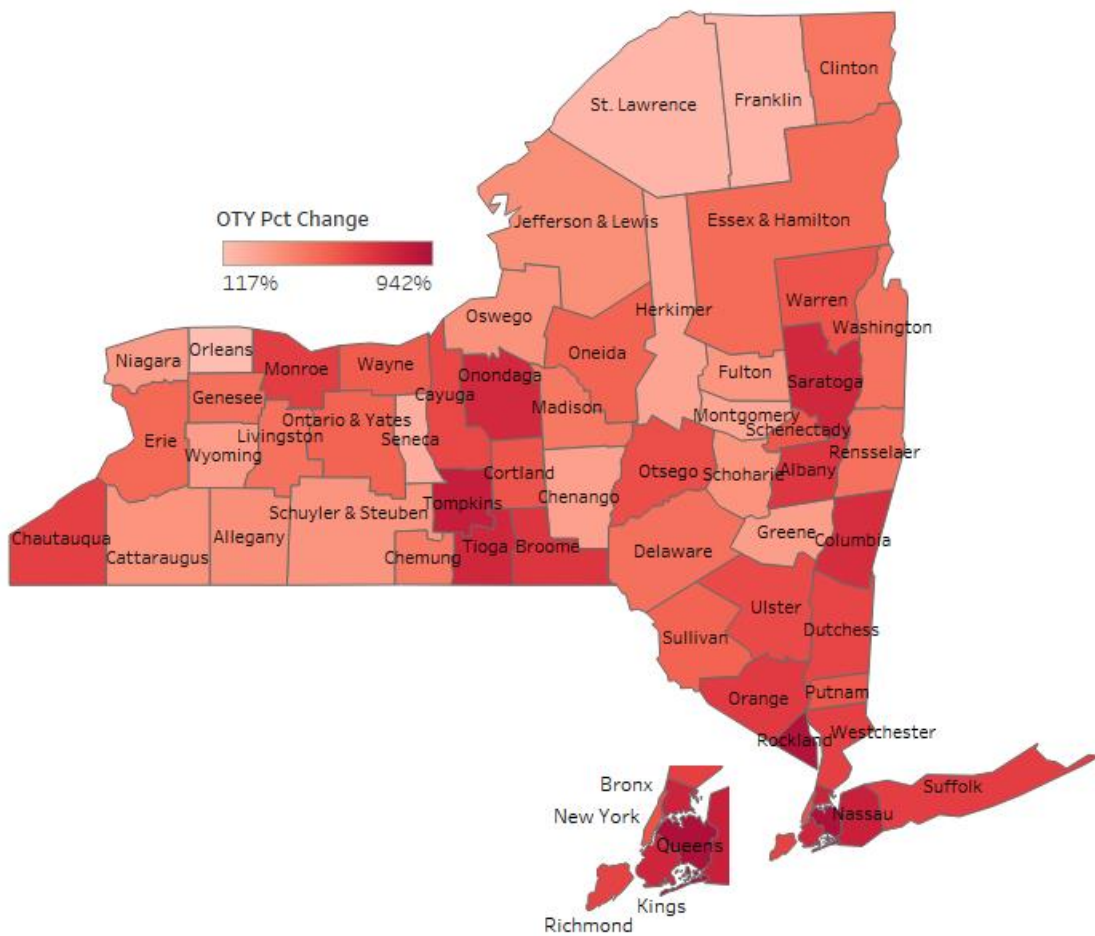 Clinton
St. Lawrence
Franklin
OTY Pct Change
117%
942%
Jefferson & Lewis
Essex & Hamilton
Herkimer
Warren
Washington
Oswego
Oneida
Niagara
Orleans
Monroe
Wayne
Onondaga
Fulton
Saratoga
Genesee
Cayuga
Madison
Montgomery
Erie
Wyoming
Livingston
Ontario & Yates
Seneca
Schenectady
Rensselaer
Cortland
Otsego
Schoharie
Albany
Chenango
Tompkins
Schuyler & Steuben
Greene
Columbia
Chautauqua
Cattaraugus
Allegany
Chemung
Tioga
Broome
Delaware
Ulster
Dutchess
Sullivan
Orange
Putnam
Rockland
Westchester
Bronx
Suffolk
New York
Nassau
Queens
Kings
Richmond